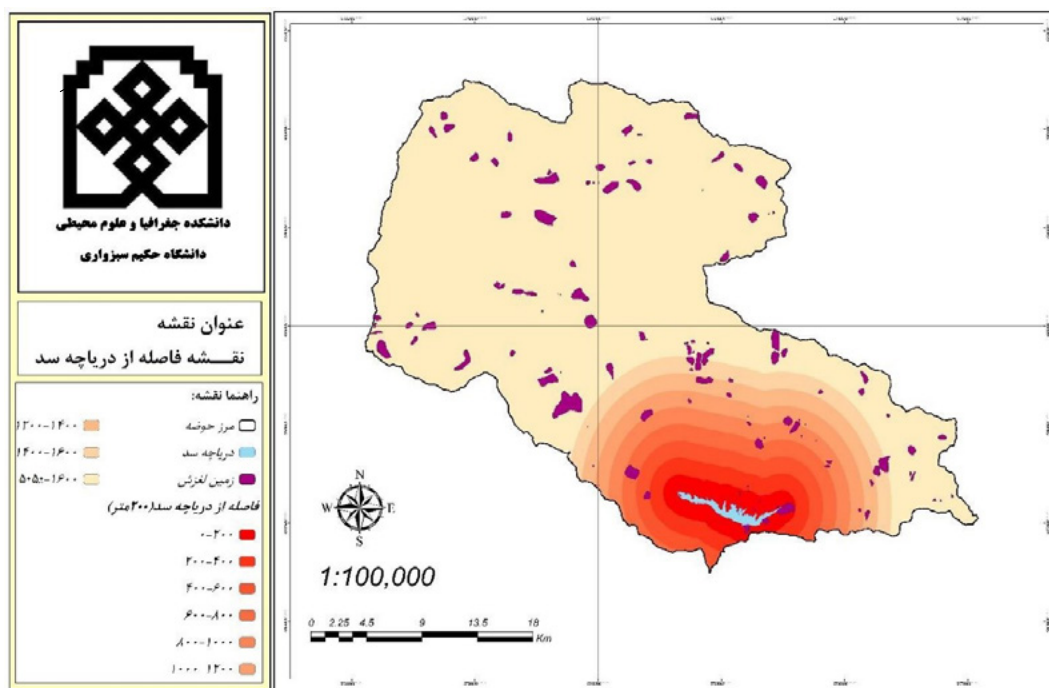 دانشکده جغرافیا و علوم محیطی
دانشگاه حکیم سبزواری
عنوان نقشه
نقـــشه فاصله از دریاچه سد
راهنما نقشه:
مرز حوضه
دریاچه سد
زمین لغزش
۱۲۰۰-۱۴۰۰
۱۴۰۰-۱۶۰۰
فاصله از دریاچه سد(۲۰۰متر)
۰-۲۰۰
۲۰۰-۴۰۰
۴۰۰-۶۰۰
۶۰۰-۸۰۰
۸۰۰-۱۰۰۰
۱۰۰۰-۱۲۰۰
N
W E
S
1:100,000
0 2.25 4.5 9 13.5 18
Km